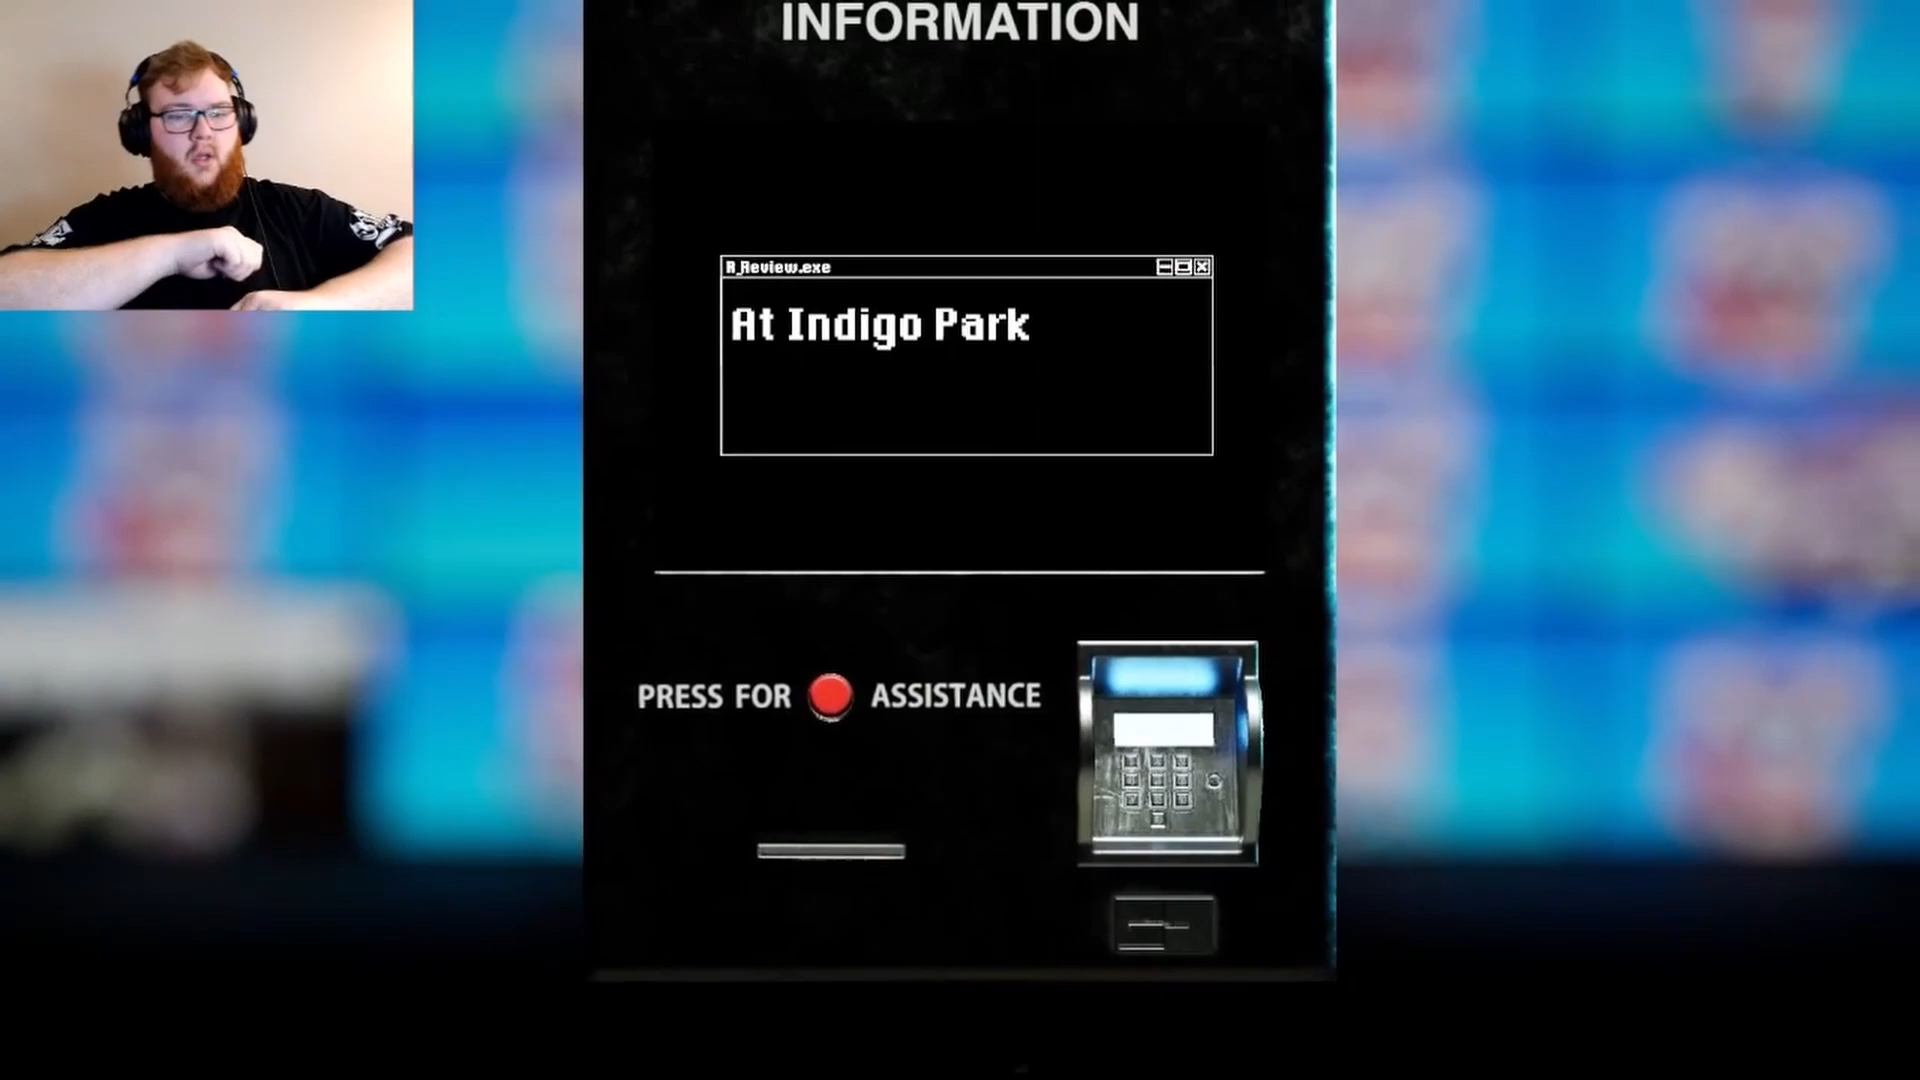 INFORMATION
A_Review.exe
At Indigo Park
PRESS FOR ASSISTANCE